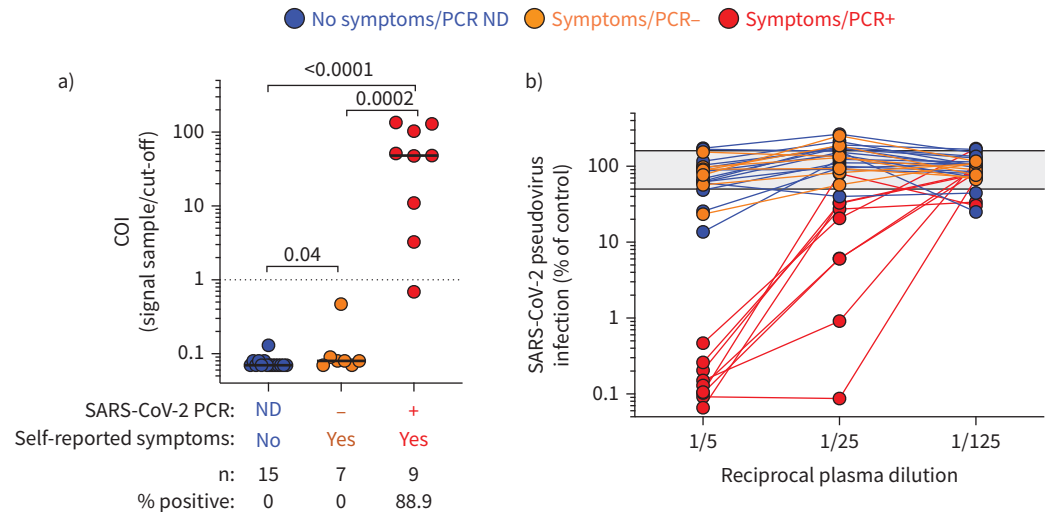 No symptoms/PCR ND Symptoms/PCR– Symptoms/PCR+
a)
<0.0001
0.0002
0.04
100
10
1
0.1
COI
(signal sample/cut-off)
SARS-CoV-2 PCR: ND – +
Self-reported symptoms: No Yes Yes
n: 15 7 9
% positive: 0 0 88.9
b)
100
10
1
0.1
SARS-CoV-2 pseudovirus
infection (% of control)
1/5 1/25 1/125
Reciprocal plasma dilution